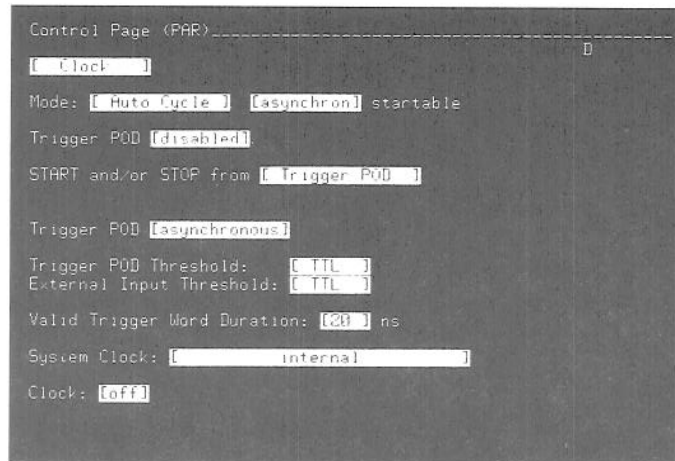 Control Page (PAR)
D
[ Clock ]
Mode: [ Auto Cycle ] [asynchron] startable
Trigger POD [disabled]
START and/or STOP from [ Trigger POD ]
Trigger POD [asynchronous]
Trigger POD Threshold: [ TTL ]
External Input Threshold: [ TTL ]
Valid Trigger Word Duration: [20 ] ns
System Clock: [ internal ]
Clock: [off]